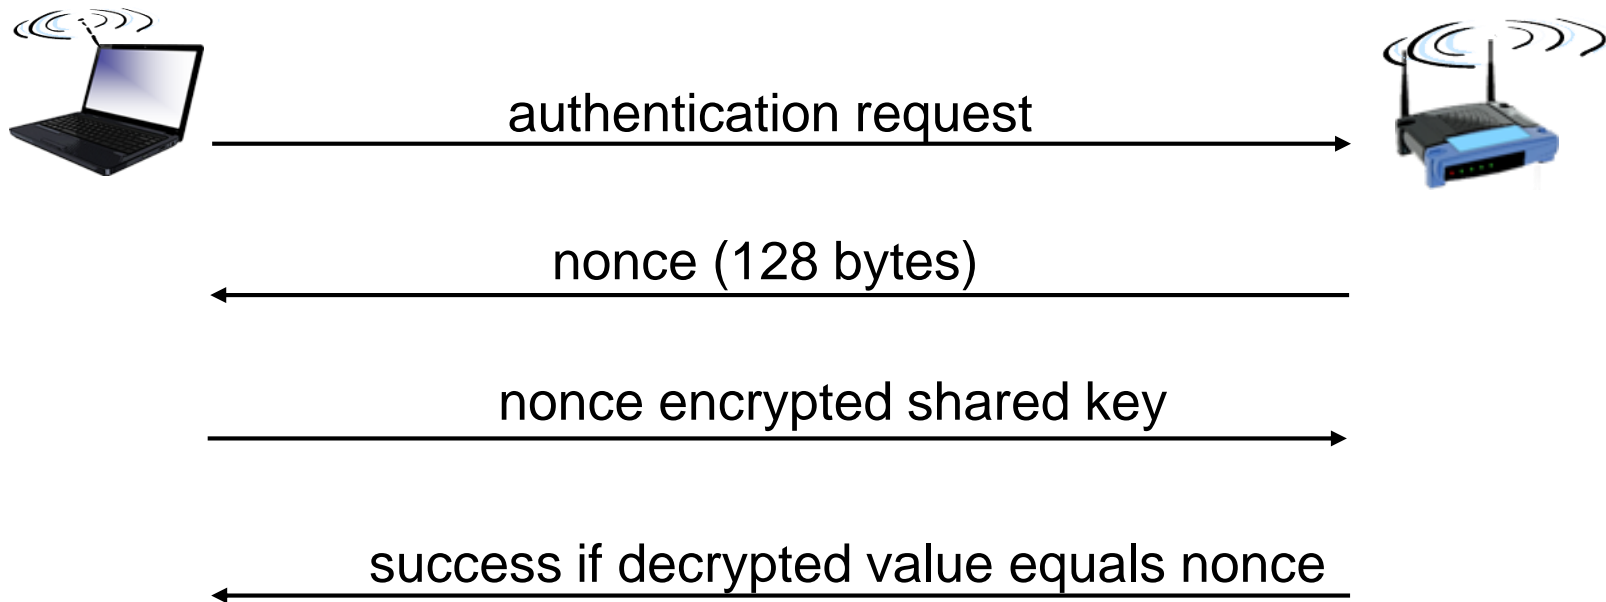 authentication request
nonce (128 bytes)
nonce encrypted shared key
success if decrypted value equals nonce